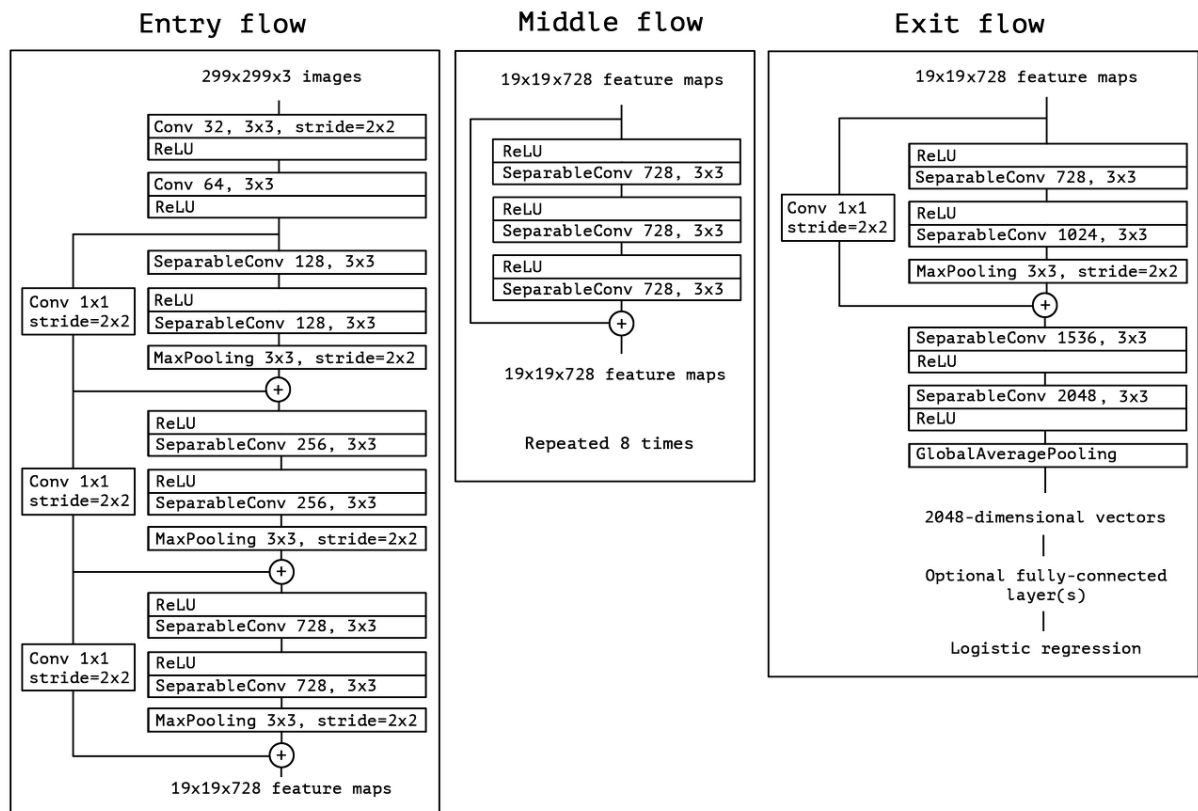 Entry flow
299x299x3 images
Conv 32, 3x3, stride=2x2
ReLU
Conv 64, 3x3
ReLU
SeparableConv 128, 3x3
Conv 1x1
stride=2x2
ReLU
SeparableConv 128, 3x3
MaxPooling 3x3, stride=2x2
+
ReLU
SeparableConv 256, 3x3
Conv 1x1
stride=2x2
ReLU
SeparableConv 256, 3x3
MaxPooling 3x3, stride=2x2
+
ReLU
SeparableConv 728, 3x3
Conv 1x1
stride=2x2
ReLU
SeparableConv 728, 3x3
MaxPooling 3x3, stride=2x2
+
19x19x728 feature maps
Middle flow
19x19x728 feature maps
ReLU
SeparableConv 728, 3x3
ReLU
SeparableConv 728, 3x3
ReLU
SeparableConv 728, 3x3
+
19x19x728 feature maps
Repeated 8 times
Exit flow
19x19x728 feature maps
ReLU
SeparableConv 728, 3x3
Conv 1x1
stride=2x2
ReLU
SeparableConv 1024, 3x3
MaxPooling 3x3, stride=2x2
+
SeparableConv 1536, 3x3
ReLU
SeparableConv 2048, 3x3
ReLU
GlobalAveragePooling
2048-dimensional vectors
Optional fully-connected
layer(s)
Logistic regression